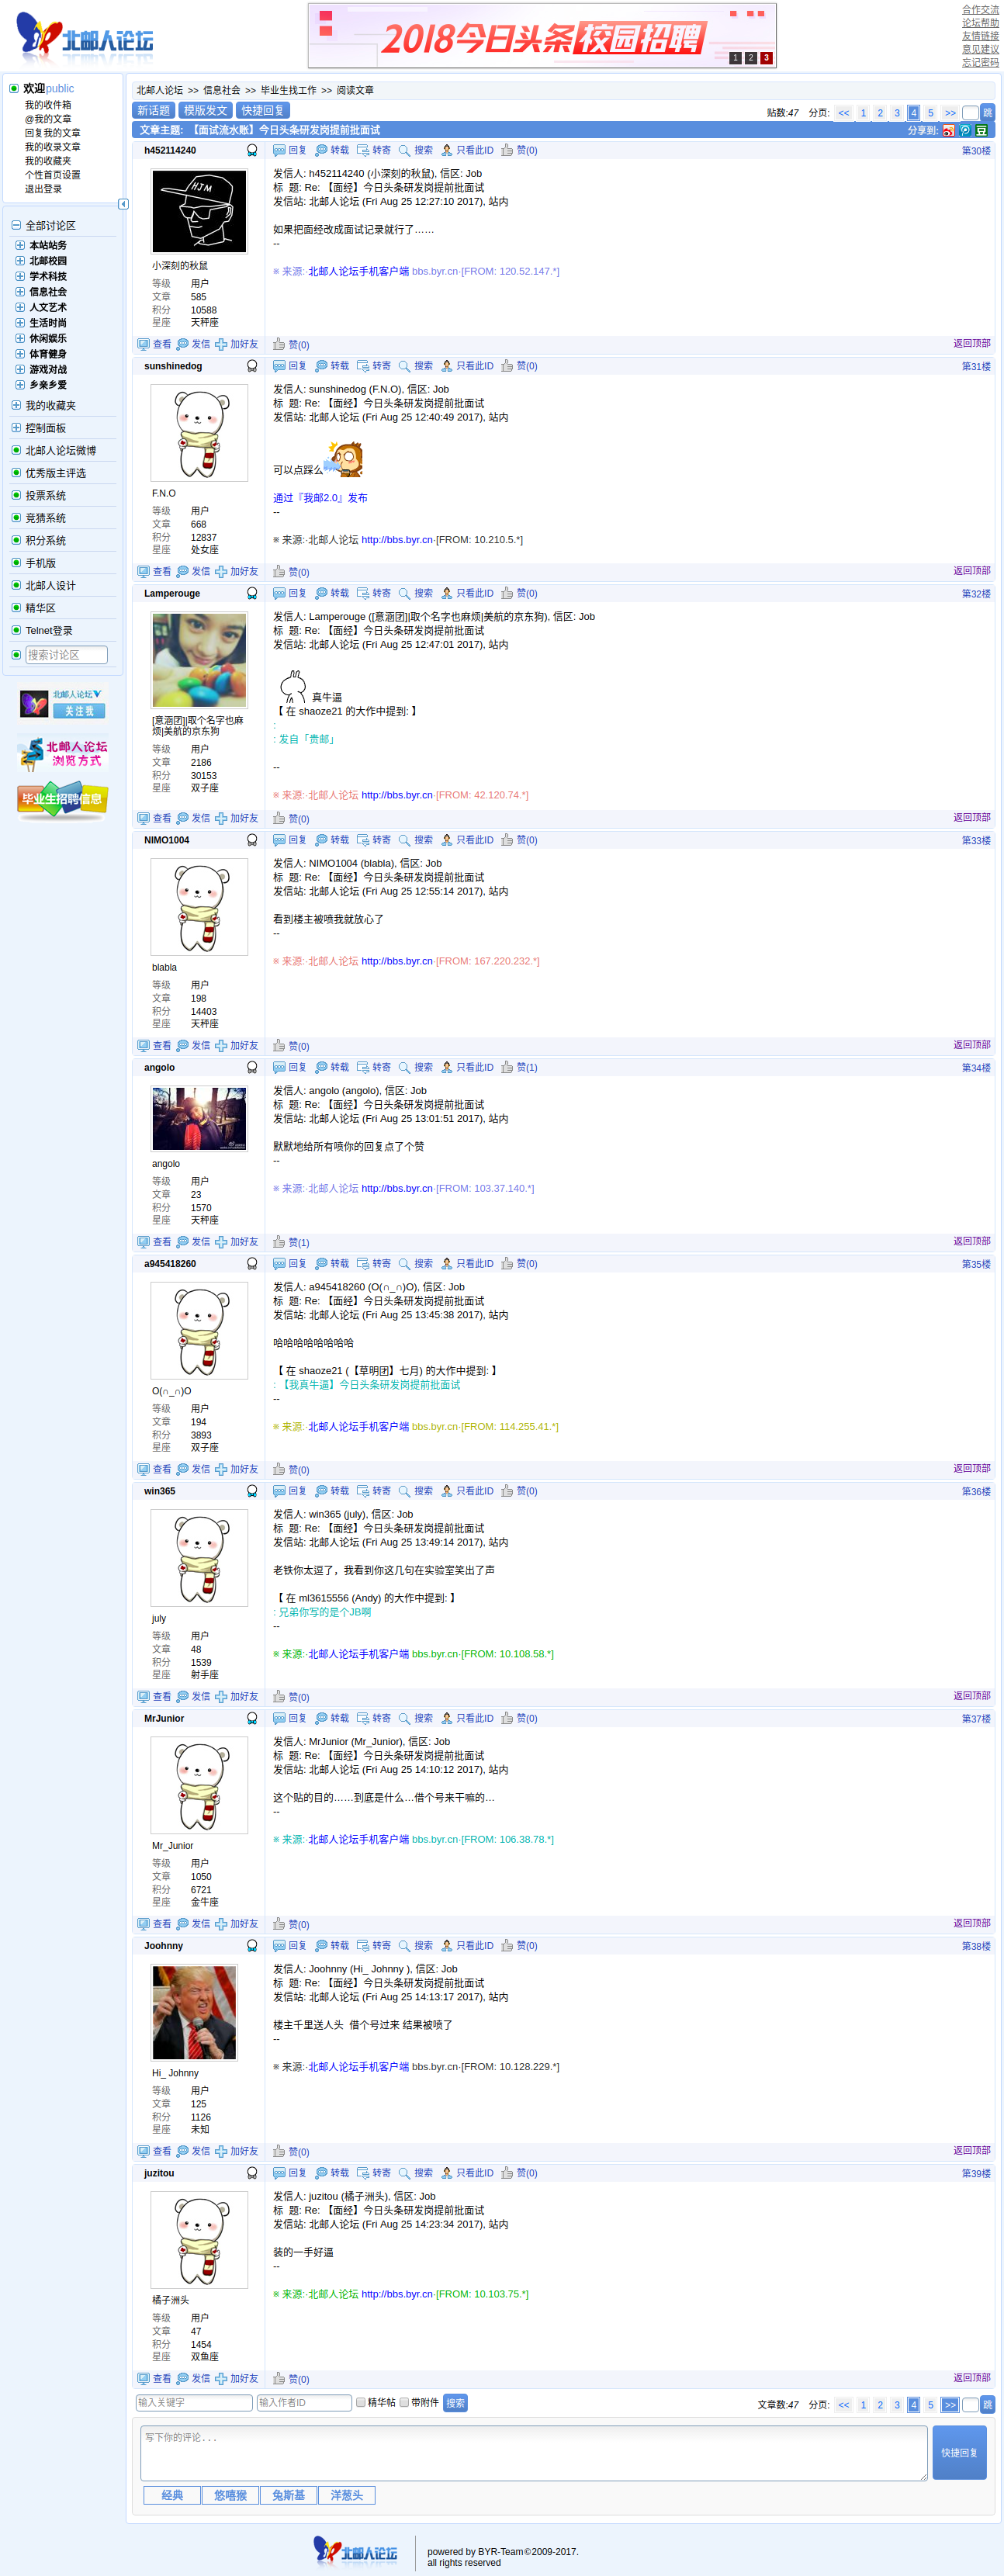 北邮人论坛
2018今日头条校园招聘
1 2 3
合作交流
论坛帮助
友情链接
意见建议
忘记密码
欢迎public
我的收件箱
@我的文章
回复我的文章
我的收录文章
我的收藏夹
个性首页设置
退出登录
全部讨论区
本站站务
北邮校园
学术科技
信息社会
人文艺术
生活时尚
休闲娱乐
体育健身
游戏对战
乡亲乡爱
我的收藏夹
控制面板
北邮人论坛微博
优秀版主评选
投票系统
竞猜系统
积分系统
手机版
北邮人设计
精华区
Telnet登录
搜索讨论区
北邮人论坛
关注我
北邮人论坛
浏览方式
毕业生招聘信息
北邮人论坛 >> 信息社会 >> 毕业生找工作 >> 阅读文章
新话题 模版发文 快捷回复
贴数:47 分页: << 1 2 3 4 5 >> 跳
文章主题: 【面试流水账】今日头条研发岗提前批面试
分享到: 豆
h452114240
回复 转载 转寄 搜索 只看此ID 赞(0) 第30楼
小深刻的秋鼠
等级 用户
文章 585
积分 10588
星座 天秤座
发信人: h452114240 (小深刻的秋鼠), 信区: Job
标 题: Re: 【面经】今日头条研发岗提前批面试
发信站: 北邮人论坛 (Fri Aug 25 12:27:10 2017), 站内
如果把面经改成面试记录就行了……
--
※ 来源:·北邮人论坛手机客户端 bbs.byr.cn·[FROM: 120.52.147.*]
查看 发信 加好友 赞(0) 返回顶部
sunshinedog
回复 转载 转寄 搜索 只看此ID 赞(0) 第31楼
F.N.O
等级 用户
文章 668
积分 12837
星座 处女座
发信人: sunshinedog (F.N.O), 信区: Job
标 题: Re: 【面经】今日头条研发岗提前批面试
发信站: 北邮人论坛 (Fri Aug 25 12:40:49 2017), 站内
可以点踩么
通过『我邮2.0』发布
--
※ 来源:·北邮人论坛 http://bbs.byr.cn·[FROM: 10.210.5.*]
查看 发信 加好友 赞(0) 返回顶部
Lamperouge
回复 转载 转寄 搜索 只看此ID 赞(0) 第32楼
[意涵团]|取个名字也麻
烦|美航的京东狗
等级 用户
文章 2186
积分 30153
星座 双子座
发信人: Lamperouge ([意涵团]|取个名字也麻烦|美航的京东狗), 信区: Job
标 题: Re: 【面经】今日头条研发岗提前批面试
发信站: 北邮人论坛 (Fri Aug 25 12:47:01 2017), 站内
真牛逼
【 在 shaoze21 的大作中提到: 】
:
: 发自「贵邮」
--
※ 来源:·北邮人论坛 http://bbs.byr.cn·[FROM: 42.120.74.*]
查看 发信 加好友 赞(0) 返回顶部
NIMO1004
回复 转载 转寄 搜索 只看此ID 赞(0) 第33楼
blabla
等级 用户
文章 198
积分 14403
星座 天秤座
发信人: NIMO1004 (blabla), 信区: Job
标 题: Re: 【面经】今日头条研发岗提前批面试
发信站: 北邮人论坛 (Fri Aug 25 12:55:14 2017), 站内
看到楼主被喷我就放心了
--
※ 来源:·北邮人论坛 http://bbs.byr.cn·[FROM: 167.220.232.*]
查看 发信 加好友 赞(0) 返回顶部
angolo
回复 转载 转寄 搜索 只看此ID 赞(1) 第34楼
angolo
等级 用户
文章 23
积分 1570
星座 天秤座
发信人: angolo (angolo), 信区: Job
标 题: Re: 【面经】今日头条研发岗提前批面试
发信站: 北邮人论坛 (Fri Aug 25 13:01:51 2017), 站内
默默地给所有喷你的回复点了个赞
--
※ 来源:·北邮人论坛 http://bbs.byr.cn·[FROM: 103.37.140.*]
查看 发信 加好友 赞(1) 返回顶部
a945418260
回复 转载 转寄 搜索 只看此ID 赞(0) 第35楼
O(∩_∩)O
等级 用户
文章 194
积分 3893
星座 双子座
发信人: a945418260 (O(∩_∩)O), 信区: Job
标 题: Re: 【面经】今日头条研发岗提前批面试
发信站: 北邮人论坛 (Fri Aug 25 13:45:38 2017), 站内
哈哈哈哈哈哈哈哈
【 在 shaoze21 (【草明团】七月) 的大作中提到: 】
: 【我真牛逼】今日头条研发岗提前批面试
--
※ 来源:·北邮人论坛手机客户端 bbs.byr.cn·[FROM: 114.255.41.*]
查看 发信 加好友 赞(0) 返回顶部
win365
回复 转载 转寄 搜索 只看此ID 赞(0) 第36楼
july
等级 用户
文章 48
积分 1539
星座 射手座
发信人: win365 (july), 信区: Job
标 题: Re: 【面经】今日头条研发岗提前批面试
发信站: 北邮人论坛 (Fri Aug 25 13:49:14 2017), 站内
老铁你太逗了，我看到你这几句在实验室笑出了声
【 在 ml3615556 (Andy) 的大作中提到: 】
: 兄弟你写的是个JB啊
--
※ 来源:·北邮人论坛手机客户端 bbs.byr.cn·[FROM: 10.108.58.*]
查看 发信 加好友 赞(0) 返回顶部
MrJunior
回复 转载 转寄 搜索 只看此ID 赞(0) 第37楼
Mr_Junior
等级 用户
文章 1050
积分 6721
星座 金牛座
发信人: MrJunior (Mr_Junior), 信区: Job
标 题: Re: 【面经】今日头条研发岗提前批面试
发信站: 北邮人论坛 (Fri Aug 25 14:10:12 2017), 站内
这个贴的目的……到底是什么…借个号来干嘛的…
--
※ 来源:·北邮人论坛手机客户端 bbs.byr.cn·[FROM: 106.38.78.*]
查看 发信 加好友 赞(0) 返回顶部
Joohnny
回复 转载 转寄 搜索 只看此ID 赞(0) 第38楼
Hi_ Johnny
等级 用户
文章 125
积分 1126
星座 未知
发信人: Joohnny (Hi_ Johnny ), 信区: Job
标 题: Re: 【面经】今日头条研发岗提前批面试
发信站: 北邮人论坛 (Fri Aug 25 14:13:17 2017), 站内
楼主千里送人头 借个号过来 结果被喷了
--
※ 来源:·北邮人论坛手机客户端 bbs.byr.cn·[FROM: 10.128.229.*]
查看 发信 加好友 赞(0) 返回顶部
juzitou
回复 转载 转寄 搜索 只看此ID 赞(0) 第39楼
橘子洲头
等级 用户
文章 47
积分 1454
星座 双鱼座
发信人: juzitou (橘子洲头), 信区: Job
标 题: Re: 【面经】今日头条研发岗提前批面试
发信站: 北邮人论坛 (Fri Aug 25 14:23:34 2017), 站内
装的一手好逼
--
※ 来源:·北邮人论坛 http://bbs.byr.cn·[FROM: 10.103.75.*]
查看 发信 加好友 赞(0) 返回顶部
输入关键字 输入作者ID 精华帖 带附件 搜索
文章数:47 分页: << 1 2 3 4 5 >> 跳
写下你的评论...
快捷回复
经典 悠嘻猴 兔斯基 洋葱头
北邮人论坛
powered by BYR-Team©2009-2017.
all rights reserved